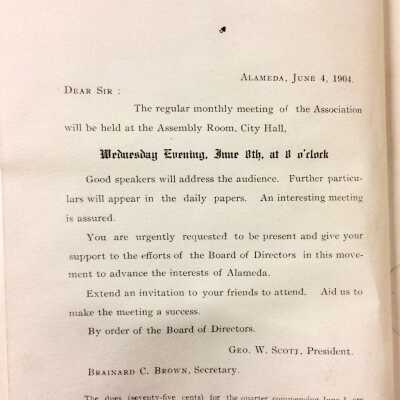 ALAMEDA, JUNE 4, 1904.
DEAR SIR :
The regular monthly meeting of the Association
will be held at the Assembly Room, City Hall,
Wednesday Evening, June 8th, at 8 o'clock
Good speakers will address the audience. Further particu-
lars will appear in the daily papers. An interesting meeting
is assured.
You are urgently requested to be present and give your
support to the efforts of the Board of Directors in this move-
ment to advance the interests of Alameda.
Extend an invitation to your friends to attend. Aid us to
make the meeting a success.
By order of the Board of Directors.
GEO. W. SCOTT, President.
BRAINARD C. BROWN, Secretary.
The dues (seventy-five cents) for the quarter commencing June 1, are